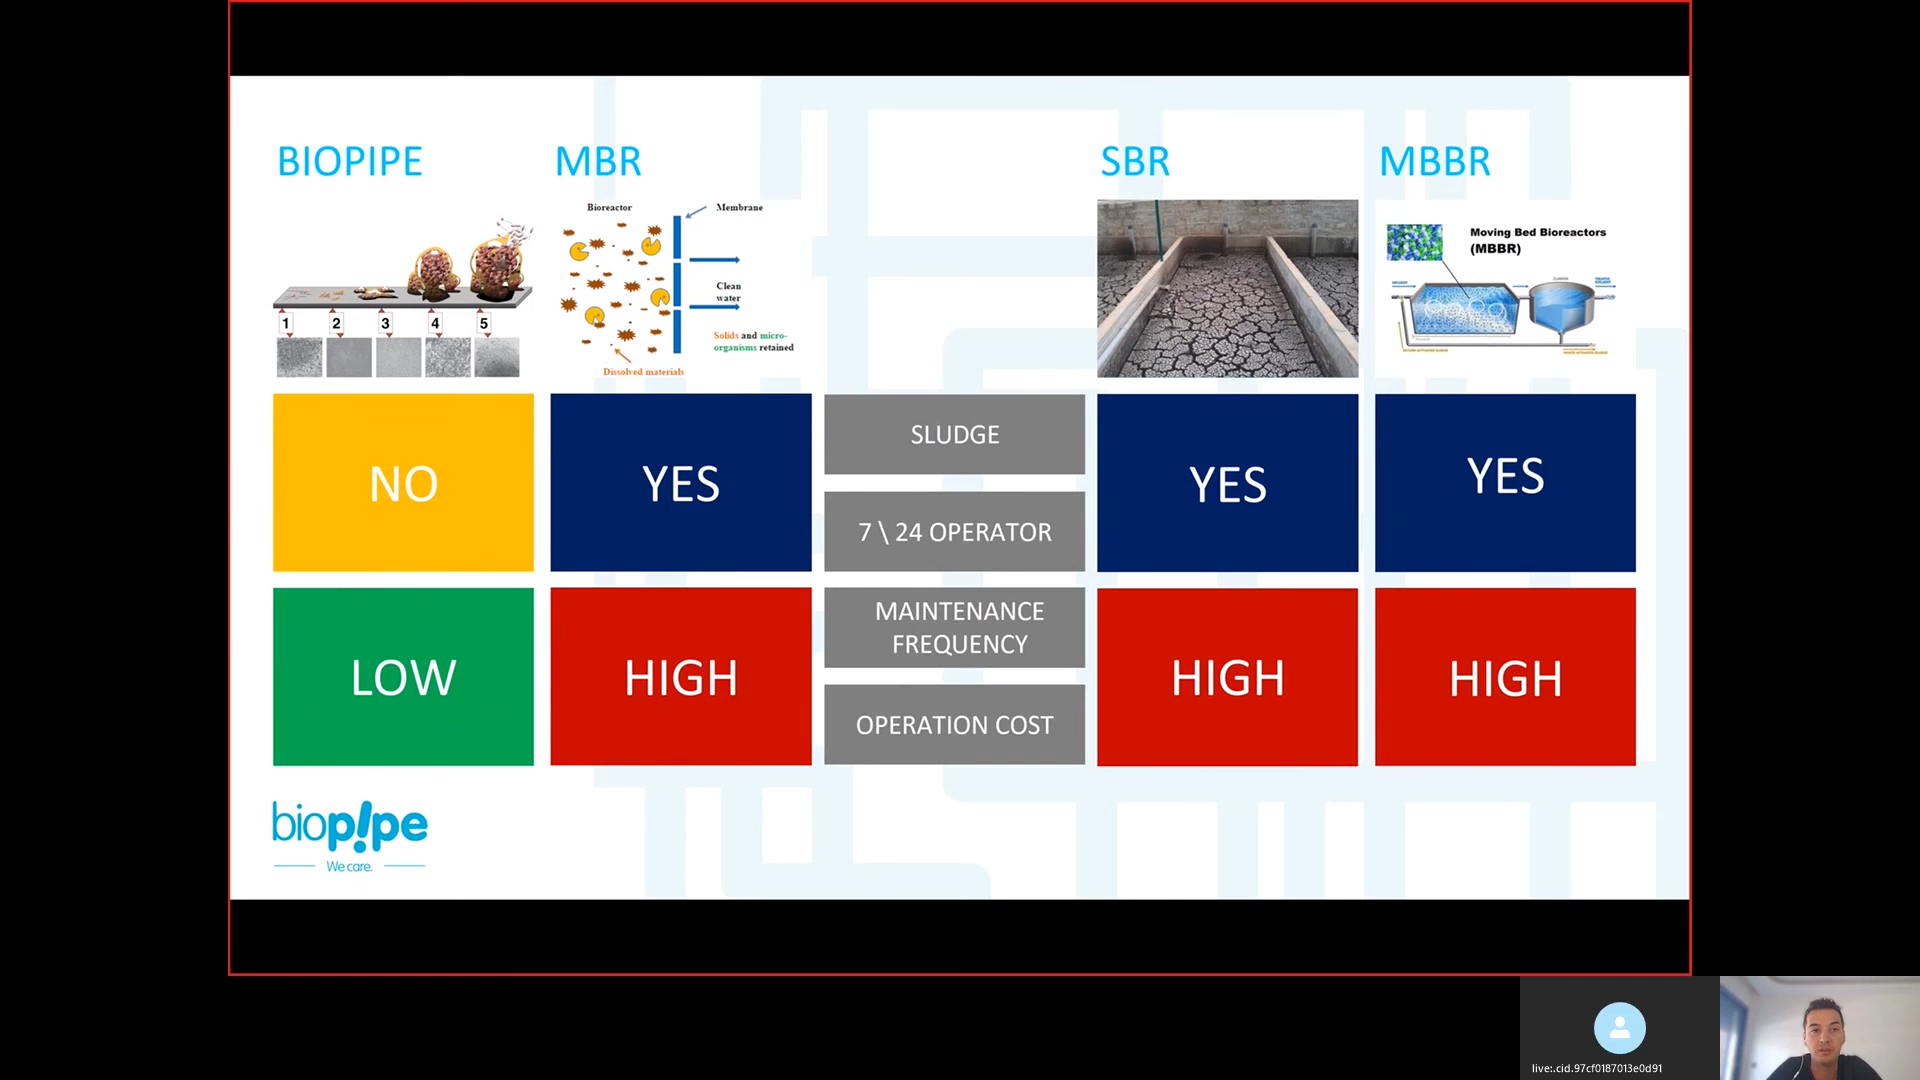 BIOPIPE
MBR
SBR
MBBR
Bioreactor
Membrane
Clean
water
Solids and micro-
organisms retained
Dissolved materials
Moving Bed Bioreactors
(MBBR)
1 2 3 4 5
NO
YES
SLUDGE
7 \ 24 OPERATOR
YES
YES
LOW
HIGH
MAINTENANCE
FREQUENCY
OPERATION COST
HIGH
HIGH
biop!pe
We care.
live:.cid.97cf0187013e0d91